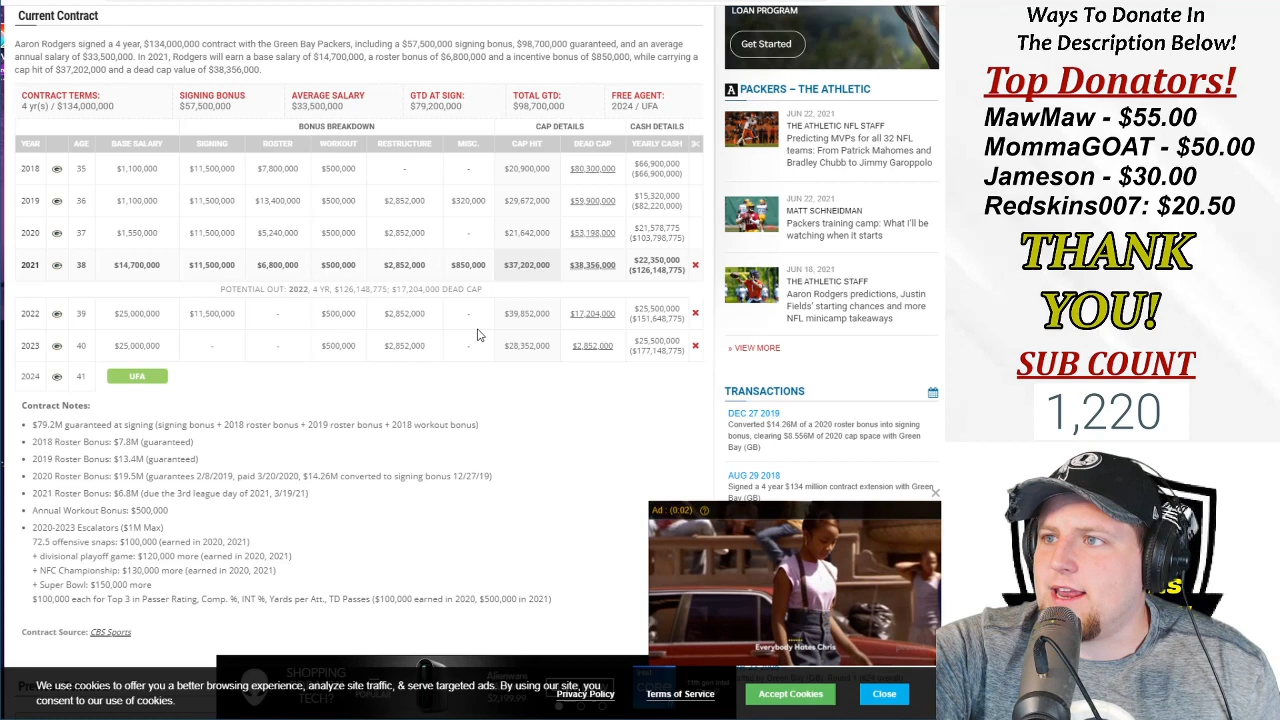 Current Contract
Aaron Rodgers signed a 4 year, $134,000,000 contract with the Green Bay Packers, including a $57,500,000 signing bonus, $98,700,000 guaranteed, and an average
annual salary of $33,500,000. In 2021, Rodgers will earn a base salary of $14,700,000, a roster bonus of $6,800,000 and a incentive bonus of $850,000, while carrying a
cap hit of $37,202,000 and a dead cap value of $38,356,000.
CONTRACT TERMS: SIGNING BONUS AVERAGE SALARY GTD AT SIGN: TOTAL GTD: FREE AGENT:
4 yr(s) / $134,000,000 $57,500,000 $33,500,000 $79,200,000 $98,700,000 2024 / UFA
BONUS BREAKDOWN CAP DETAILS CASH DETAILS
YEAR AGE BASE SALARY SIGNING ROSTER WORKOUT RESTRUCTURE MISC. CAP HIT DEAD CAP YEARLY CASH
2018 35 $1,100,000 $11,500,000 $7,800,000 $500,000 - - $20,900,000 $80,300,000 $66,900,000
($66,900,000)
2019 36 $1,100,000 $11,500,000 $13,400,000 $500,000 $2,852,000 $320,000 $29,672,000 $59,900,000 $15,320,000
($82,220,000)
2020 $11,500,000 $5,240,000 $500,000 $2,852,000 $21,642,000 $53,198,000 $21,578,775
($103,798,775)
2021 38 $14,700,000 $11,500,000 $6,800,000 $500,000 $2,852,000 $850,000 $37,202,000 $38,356,000 $22,350,000
($126,148,775)
POTENTIAL OUT: 2022, 4 YR, $126,148,775; $17,204,000 DEAD CAP
2022 39 $25,000,000 $11,500,000 - $500,000 $2,852,000 - $39,852,000 $17,204,000 $25,500,000
($151,648,775)
2023 40 $25,000,000 - - $500,000 $2,852,000 - $28,352,000 $2,852,000 $25,500,000
($177,148,775)
2024 41 UFA
Contract Notes:
$79.2M guaranteed at signing (signing bonus + 2018 roster bonus + 2019 roster bonus + 2018 workout bonus)
2018 Roster Bonus: $7.8M (guaranteed)
2019 Roster Bonus: $13.4M (guaranteed)
2020 Roster Bonus: $19.5M (guarantees 2/8/2019, paid 3/20/2020, $14.26M converted to signing bonus 12/27/19)
2021 Roster Bonus: $6.8M (due the 3rd league day of 2021, 3/19/21)
Annual Workout Bonus: $500,000
2020-2023 Escalators ($1M Max)
72.5 offensive snaps: $100,000 (earned in 2020, 2021)
+ divisional playoff game: $120,000 more (earned in 2020, 2021)
+ NFC Championship: $130,000 more (earned in 2020, 2021)
+ Super Bowl: $150,000 more
$100,000 each for Top 3 in Passer Rating, Comp. %, INT %, Yards per Att., TD Passes ($100,000 earned in 2020, $500,000 in 2021)
Contract Source: CBS Sports
LOAN PROGRAM
Get Started
A PACKERS – THE ATHLETIC
JUN 22, 2021
THE ATHLETIC NFL STAFF
Predicting MVPs for all 32 NFL
teams: From Patrick Mahomes and
Bradley Chubb to Jimmy Garoppolo
JUN 22, 2021
MATT SCHNEIDMAN
Packers training camp: What I'll be
watching when it starts
JUN 18, 2021
THE ATHLETIC STAFF
Aaron Rodgers predictions, Justin
Fields' starting chances and more
NFL minicamp takeaways
» VIEW MORE
TRANSACTIONS
DEC 27 2019
Converted $14.26M of a 2020 roster bonus into signing
bonus, clearing $8.556M of 2020 cap space with Green
Bay (GB)
AUG 29 2018
Signed a 4 year $134 million contract extension with Green
Bay (GB)
Ad : (0:02)
Everybody Hates Chris
SHOPPING
TECH?
Alienware
$2,199.99
11th gen Intel
We use cookies to offer you a better browsing experience, analyze site traffic, & serve targeted ads. By using our site, you
consent to our use of cookies.
Privacy Policy
Terms of Service
Accept Cookies
Close
Ways To Donate In
The Description Below!
Top Donators!
MawMaw - $55.00
MommaGOAT - $50.00
Jameson - $30.00
Redskins007: $20.50
THANK
YOU!
SUB COUNT
1,220